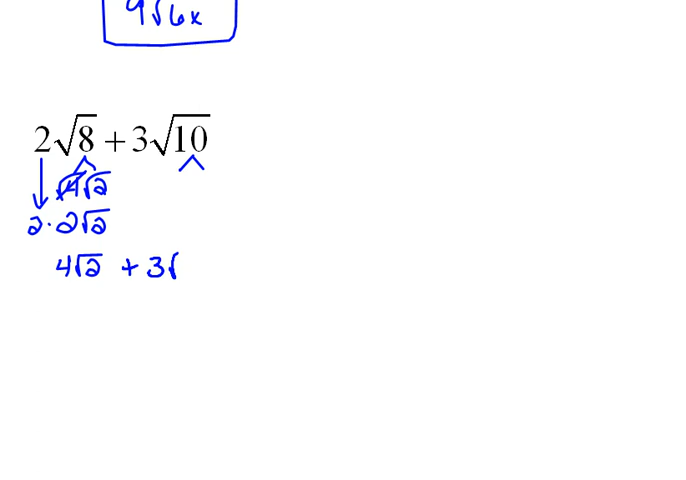 9√6x
2√8 + 3√10
√4√2
2·2√2
4√2 + 3√